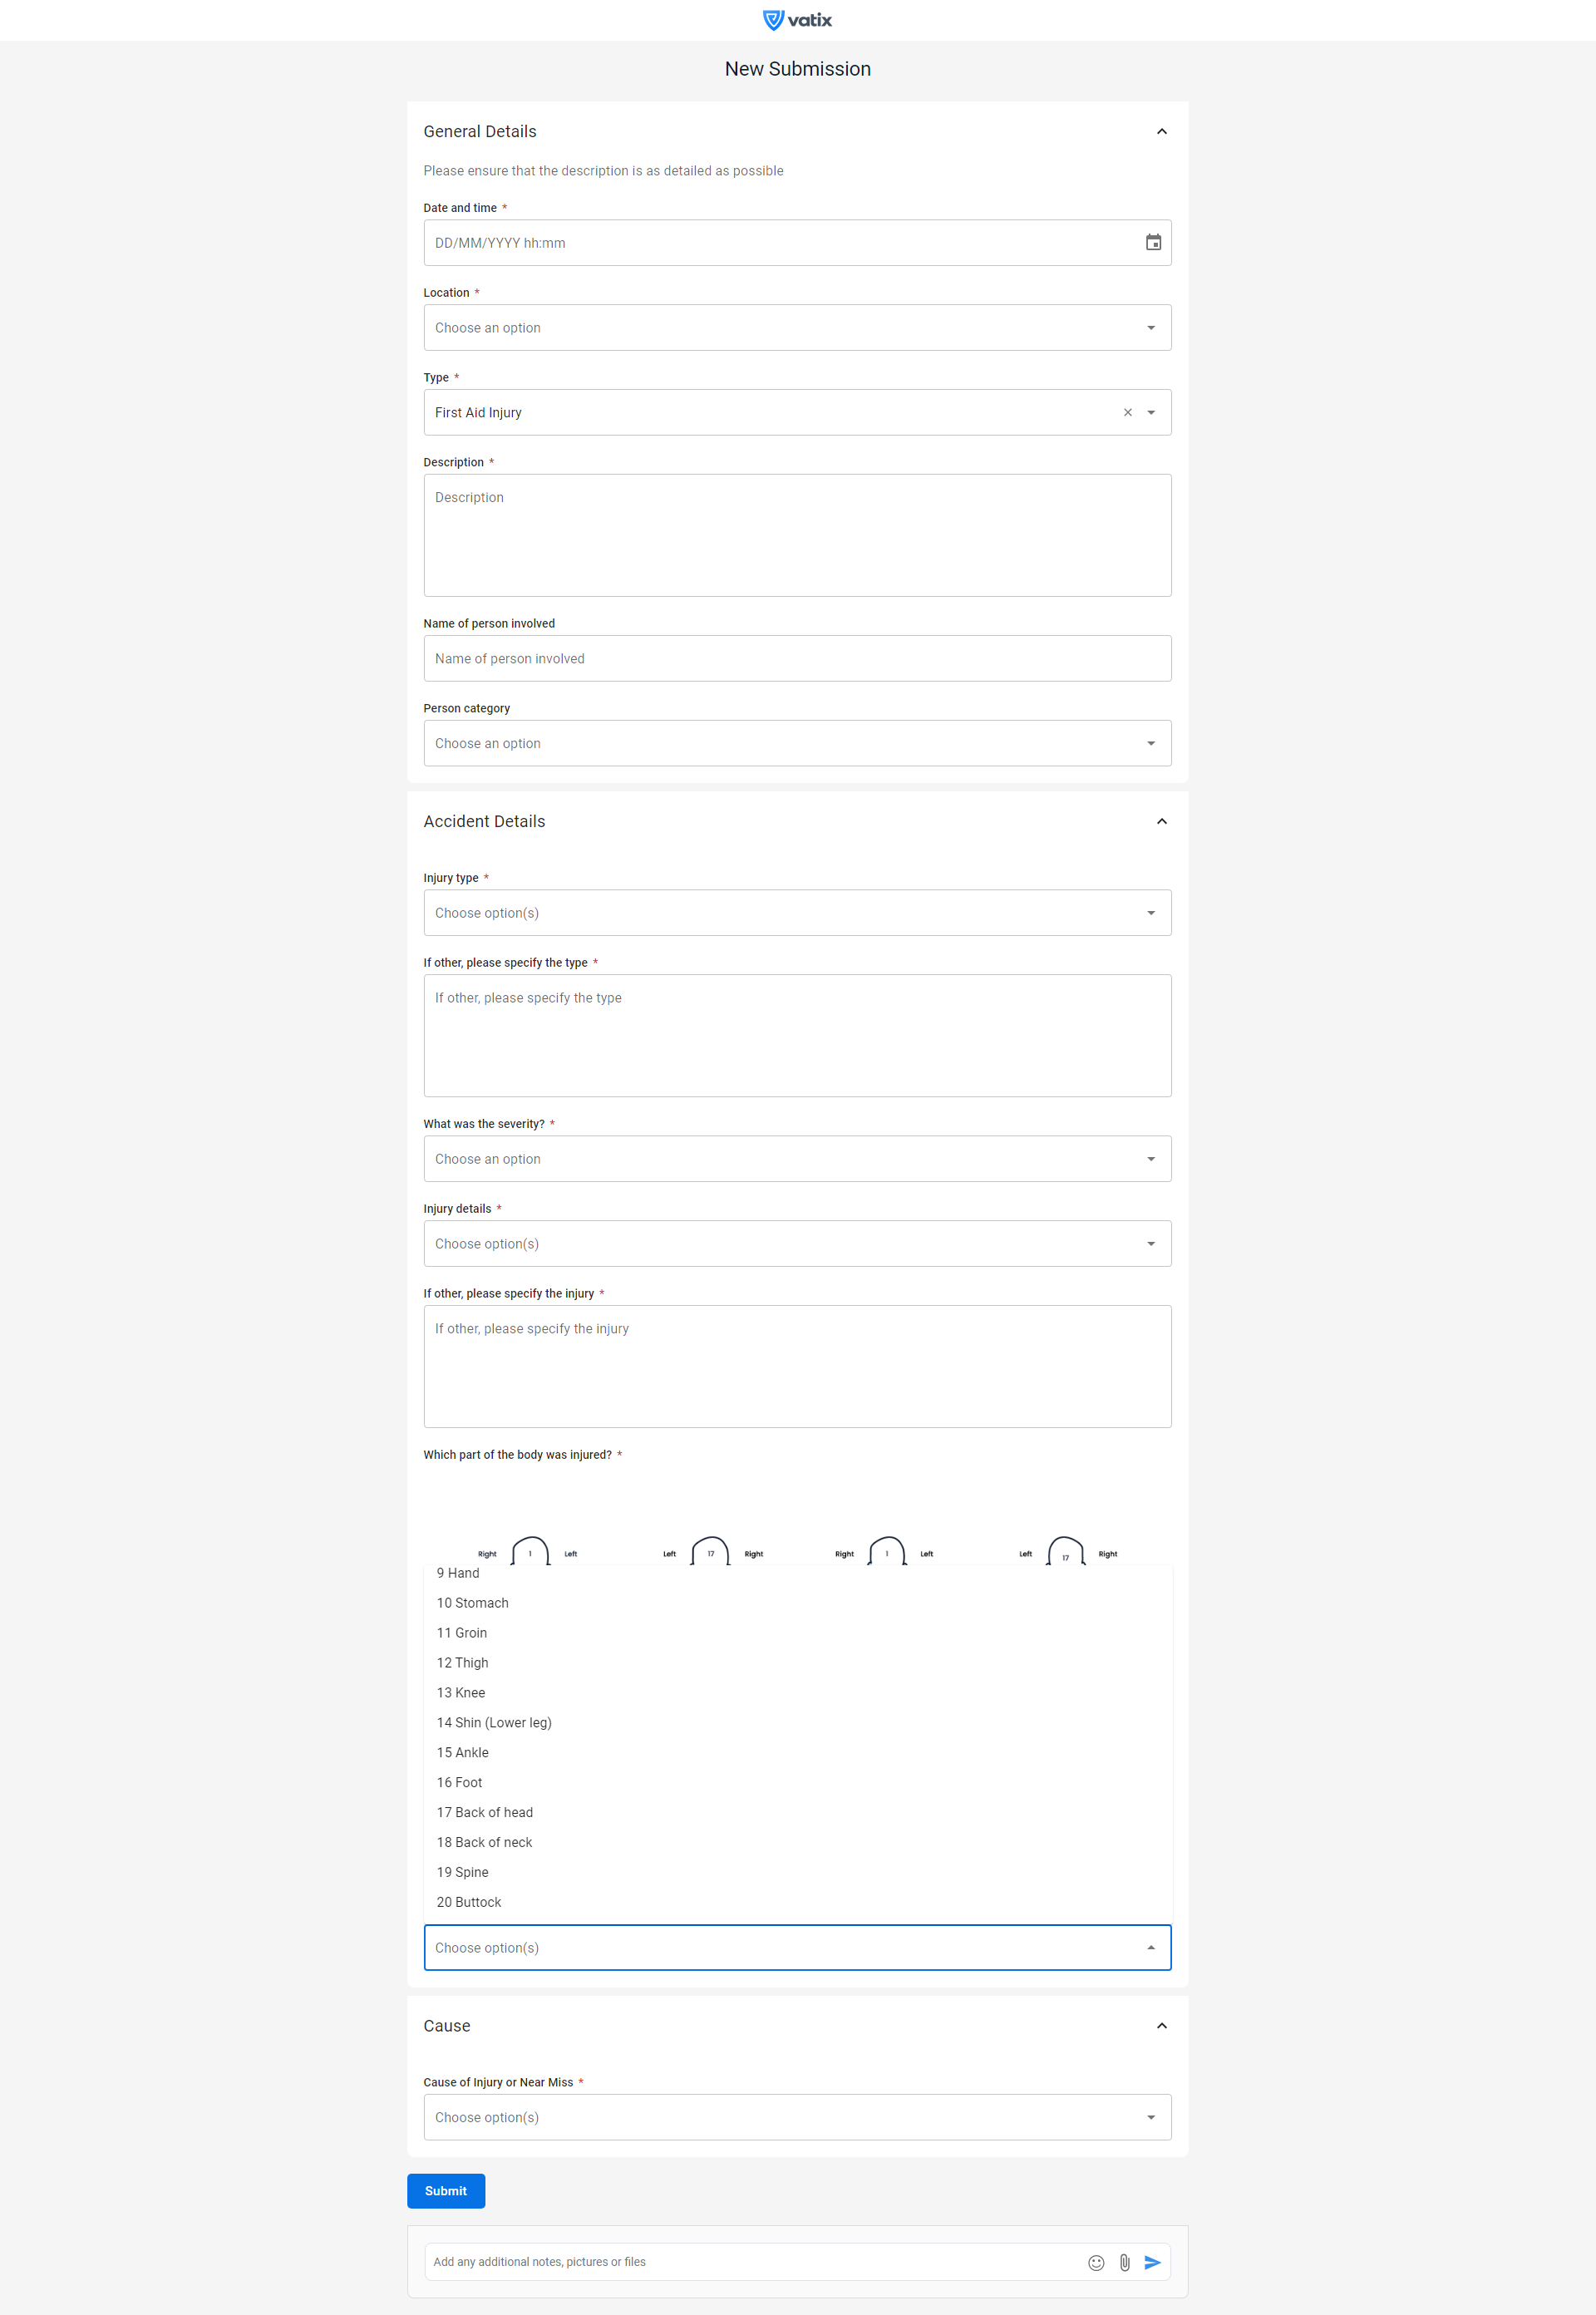 vatix
New Submission
General Details
Please ensure that the description is as detailed as possible
Date and time *
DD/MM/YYYY hh:mm
Location *
Choose an option
Type *
First Aid Injury
Description *
Description
Name of person involved
Name of person involved
Person category
Choose an option
Accident Details
Injury type *
Choose option(s)
If other, please specify the type *
If other, please specify the type
What was the severity? *
Choose an option
Injury details *
Choose option(s)
If other, please specify the injury *
If other, please specify the injury
Which part of the body was injured? *
Right 1 Left Left 17 Right Right 1 Left Left 17 Right
9 Hand
10 Stomach
11 Groin
12 Thigh
13 Knee
14 Shin (Lower leg)
15 Ankle
16 Foot
17 Back of head
18 Back of neck
19 Spine
20 Buttock
Choose option(s)
Cause
Cause of Injury or Near Miss *
Choose option(s)
Submit
Add any additional notes, pictures or files